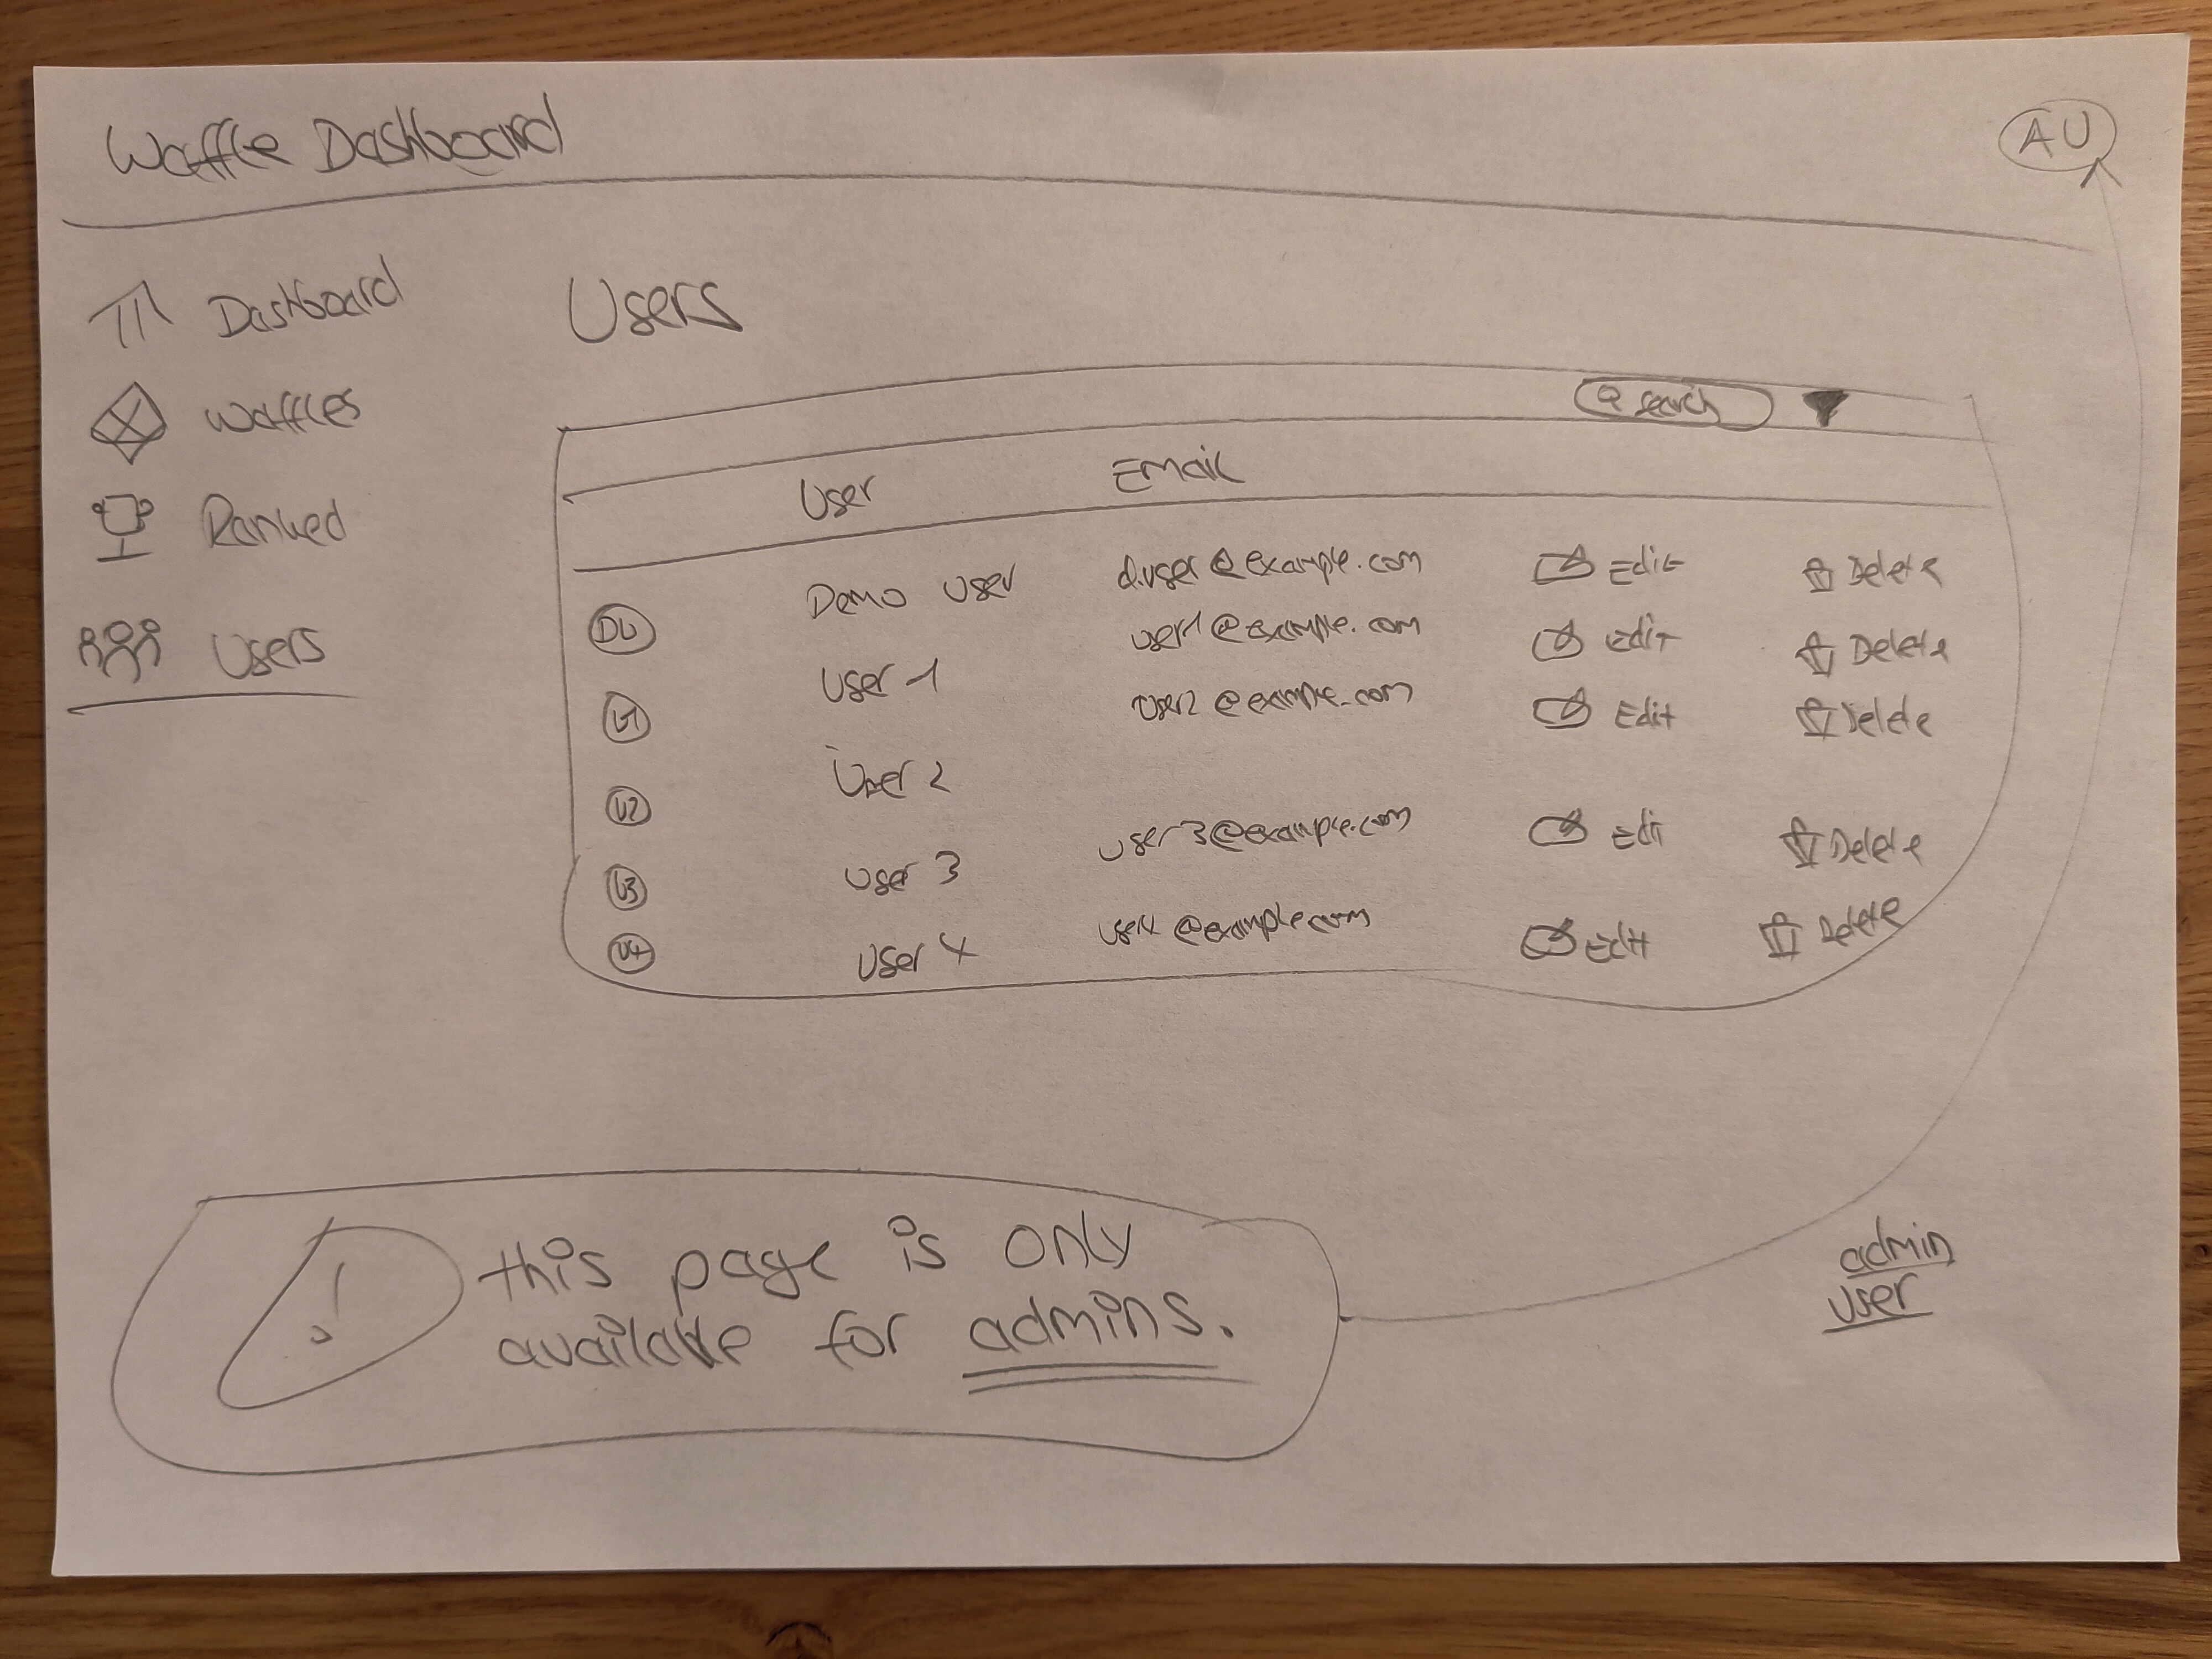 Waffle Dashboard
AU
Dashboard
Waffles
Ranked
Users
Users
Search
User Email
DU Demo User d.user@example.com Edit Delete
U1 User 1 user1@example.com Edit Delete
U2 User 2 user2@example.com Edit Delete
U3 User 3 user3@example.com Edit Delete
U4 User 4 user4@example.com Edit Delete
! this page is only
available for admins.
admin
user